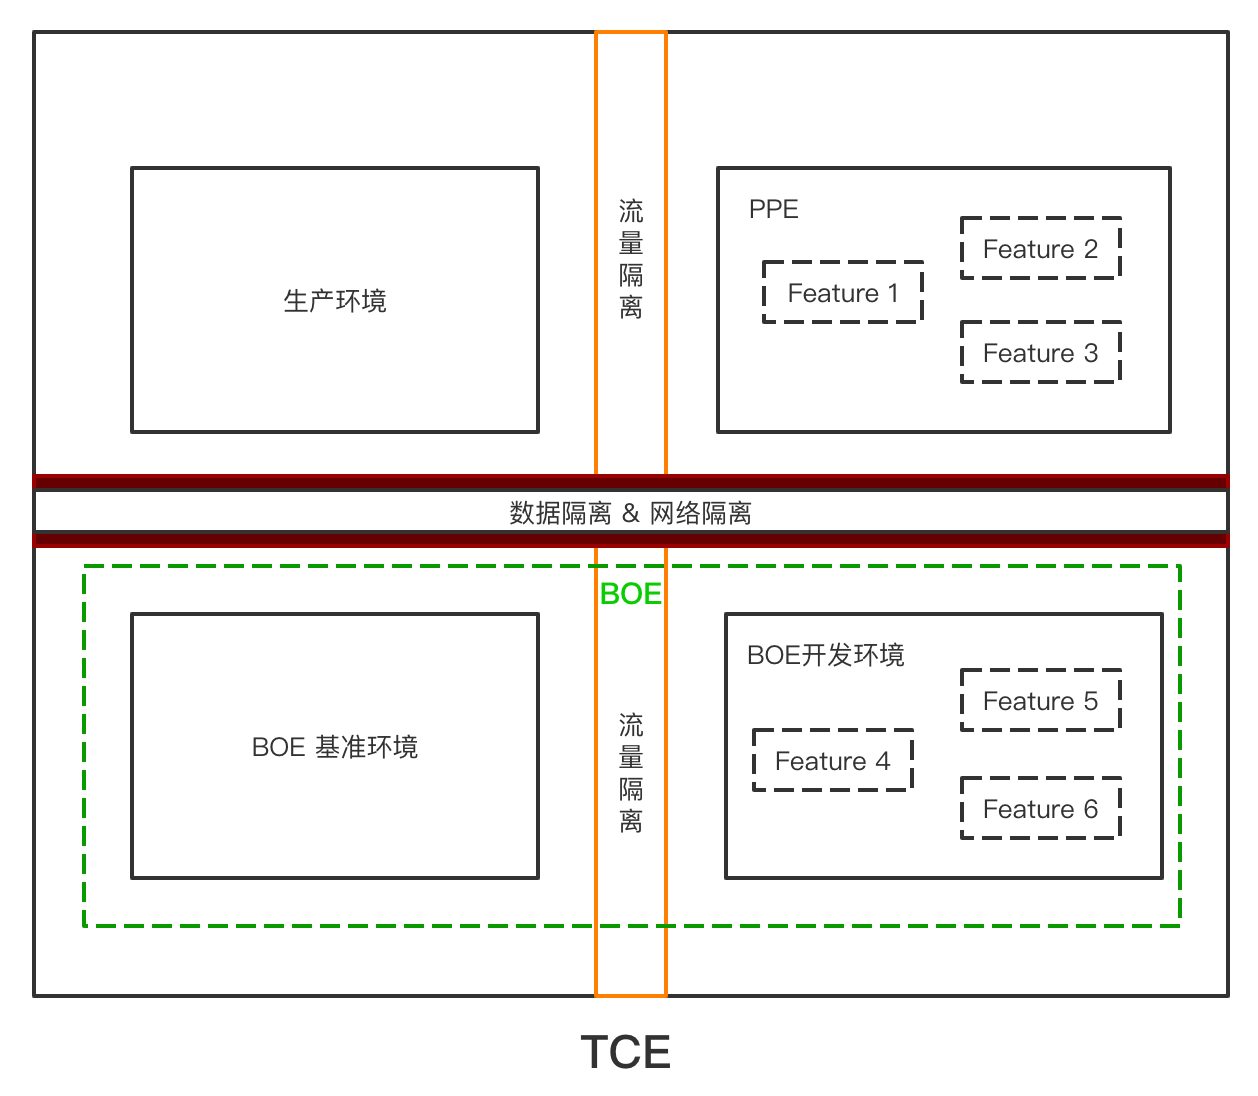 生产环境
流
量
隔
离
PPE
Feature 1
Feature 2
Feature 3
数据隔离 & 网络隔离
BOE
BOE 基准环境
流
量
隔
离
BOE开发环境
Feature 4
Feature 5
Feature 6
TCE